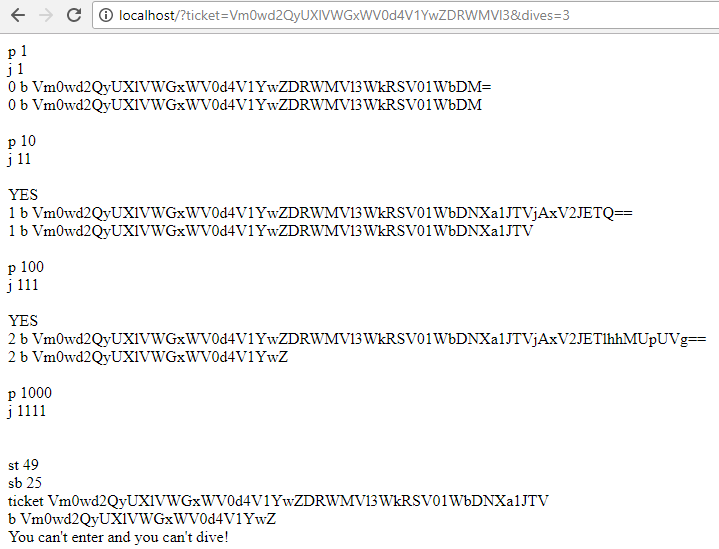 localhost/?ticket=Vm0wd2QyUXlVWGxWV0d4V1YwZDRWMVl3&dives=3
p 1
j 1
0 b Vm0wd2QyUXlVWGxWV0d4V1YwZDRWMVl3WkRSV01WbDM=
0 b Vm0wd2QyUXlVWGxWV0d4V1YwZDRWMVl3WkRSV01WbDM
p 10
j 11
YES
1 b Vm0wd2QyUXlVWGxWV0d4V1YwZDRWMVl3WkRSV01WbDNXa1JTVjAxV2JETQ==
1 b Vm0wd2QyUXlVWGxWV0d4V1YwZDRWMVl3WkRSV01WbDNXa1JTV
p 100
j 111
YES
2 b Vm0wd2QyUXlVWGxWV0d4V1YwZDRWMVl3WkRSV01WbDNXa1JTVjAxV2JETlhhMUpUVg==
2 b Vm0wd2QyUXlVWGxWV0d4V1YwZ
p 1000
j 1111
st 49
sb 25
ticket Vm0wd2QyUXlVWGxWV0d4V1YwZDRWMVl3WkRSV01WbDNXa1JTV
b Vm0wd2QyUXlVWGxWV0d4V1YwZ
You can't enter and you can't dive!